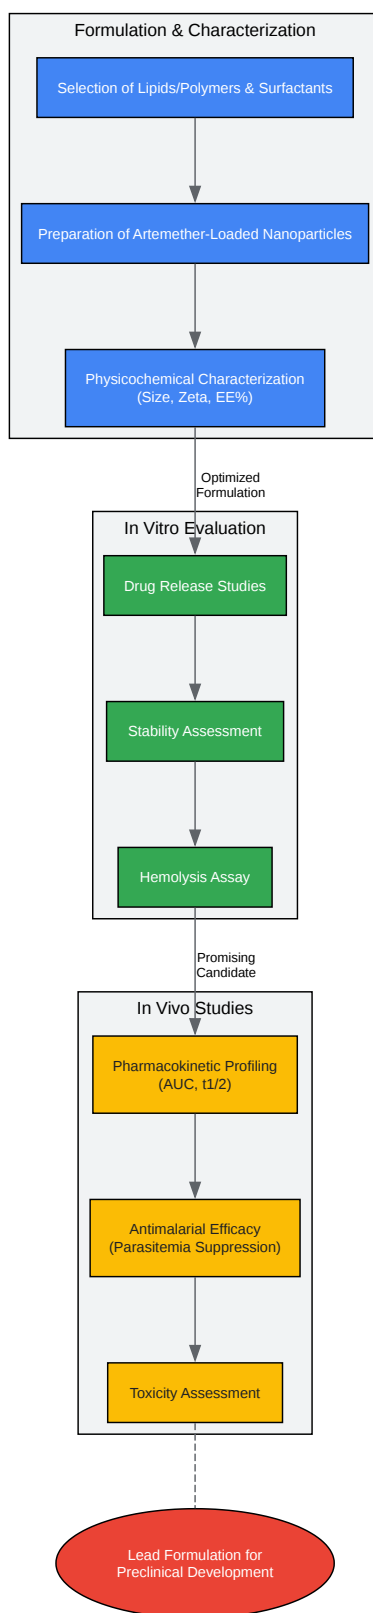 Formulation & Characterization
Selection of Lipids/Polymers & Surfactants
Preparation of Artemether-Loaded Nanoparticles
Physicochemical Characterization
(Size, Zeta, EE%)
Optimized
Formulation
In Vitro Evaluation
Drug Release Studies
Stability Assessment
Hemolysis Assay
Promising
Candidate
In Vivo Studies
Pharmacokinetic Profiling
(AUC, t1/2)
Antimalarial Efficacy
(Parasitemia Suppression)
Toxicity Assessment
Lead Formulation for
Preclinical Development